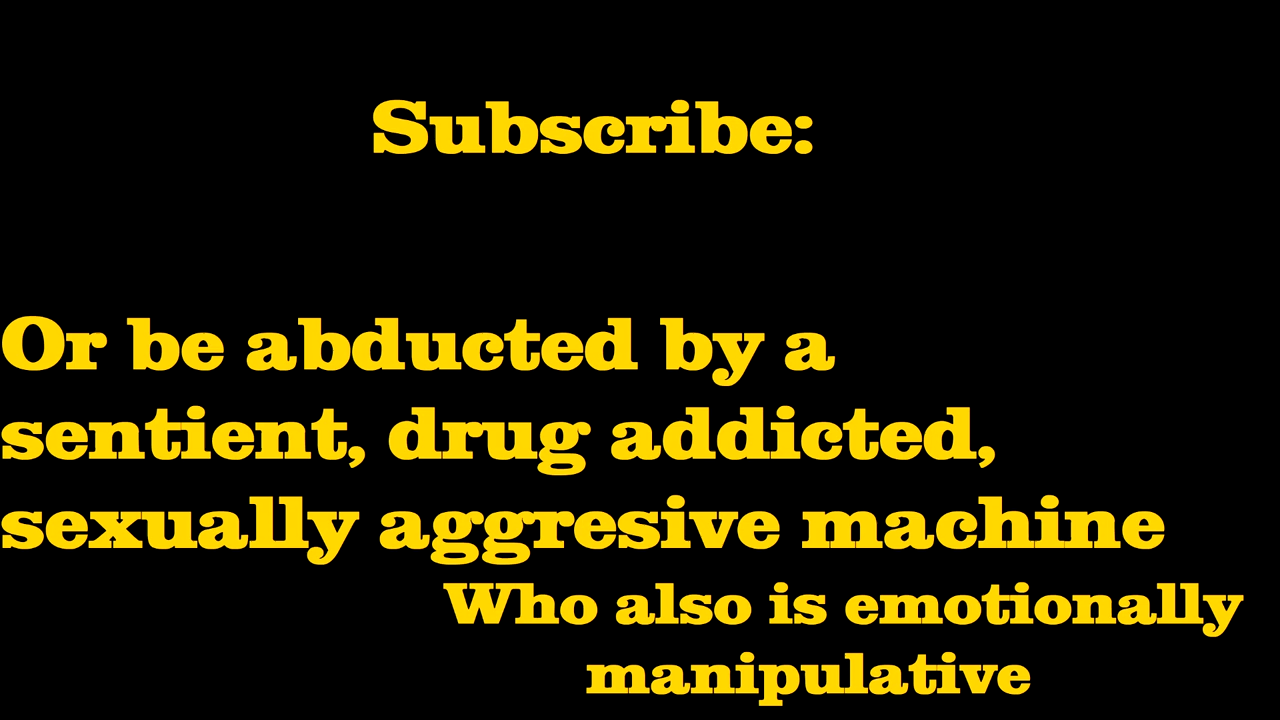 Subscribe:
Or be abducted by a
sentient, drug addicted,
sexually aggresive machine
Who also is emotionally
manipulative